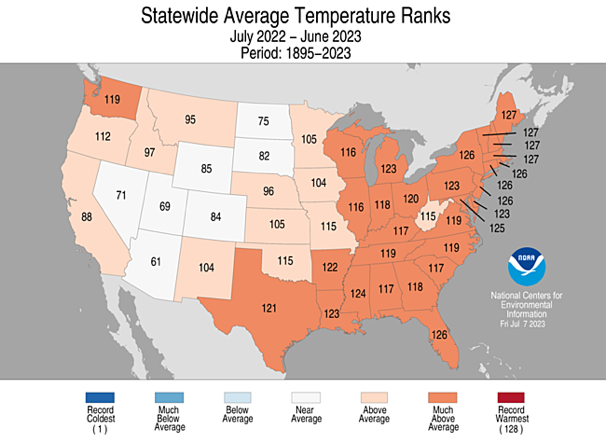 Statewide Average Temperature Ranks
July 2022 – June 2023
Period: 1895–2023
119
95
75
105
127
112
97
82
116
123
126
127
127
127
126
85
96
104
123
126
88
71
69
84
105
116
118
120
115
119
126
123
125
115
117
61
104
115
122
119
119
121
123
124
117
118
117
126
NOAA
National Centers for
Environmental
Information
Fri Jul 7 2023
Record
Coldest
(1)
Much
Below
Average
Below
Average
Near
Average
Above
Average
Much
Above
Average
Record
Warmest
(128)